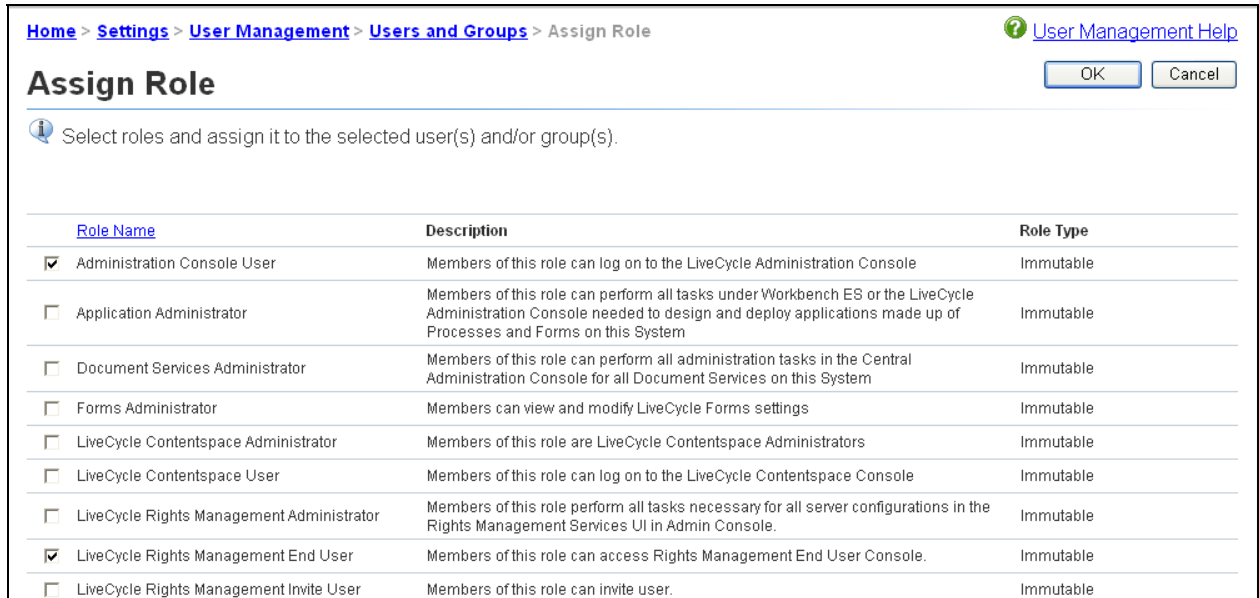 Home > Settings > User Management > Users and Groups > Assign Role
User Management Help
Assign Role
OK
Cancel
Select roles and assign it to the selected user(s) and/or group(s).
Role Name Description Role Type
Administration Console User Members of this role can log on to the LiveCycle Administration Console Immutable
Members of this role can perform all tasks under Workbench ES or the LiveCycle
Application Administrator Administration Console needed to design and deploy applications made up of Immutable
Processes and Forms on this System
Members of this role can perform all administration tasks in the Central
Document Services Administrator Immutable
Administration Console for all Document Services on this System
Forms Administrator Members can view and modify LiveCycle Forms settings Immutable
LiveCycle Contentspace Administrator Members of this role are LiveCycle Contentspace Administrators Immutable
LiveCycle Contentspace User Members of this role can log on to the LiveCycle Contentspace Console Immutable
Members of this role perform all tasks necessary for all server configurations in the
LiveCycle Rights Management Administrator Immutable
Rights Management Services UI in Admin Console.
LiveCycle Rights Management End User Members of this role can access Rights Management End User Console. Immutable
LiveCycle Rights Management Invite User Members of this role can invite user. Immutable